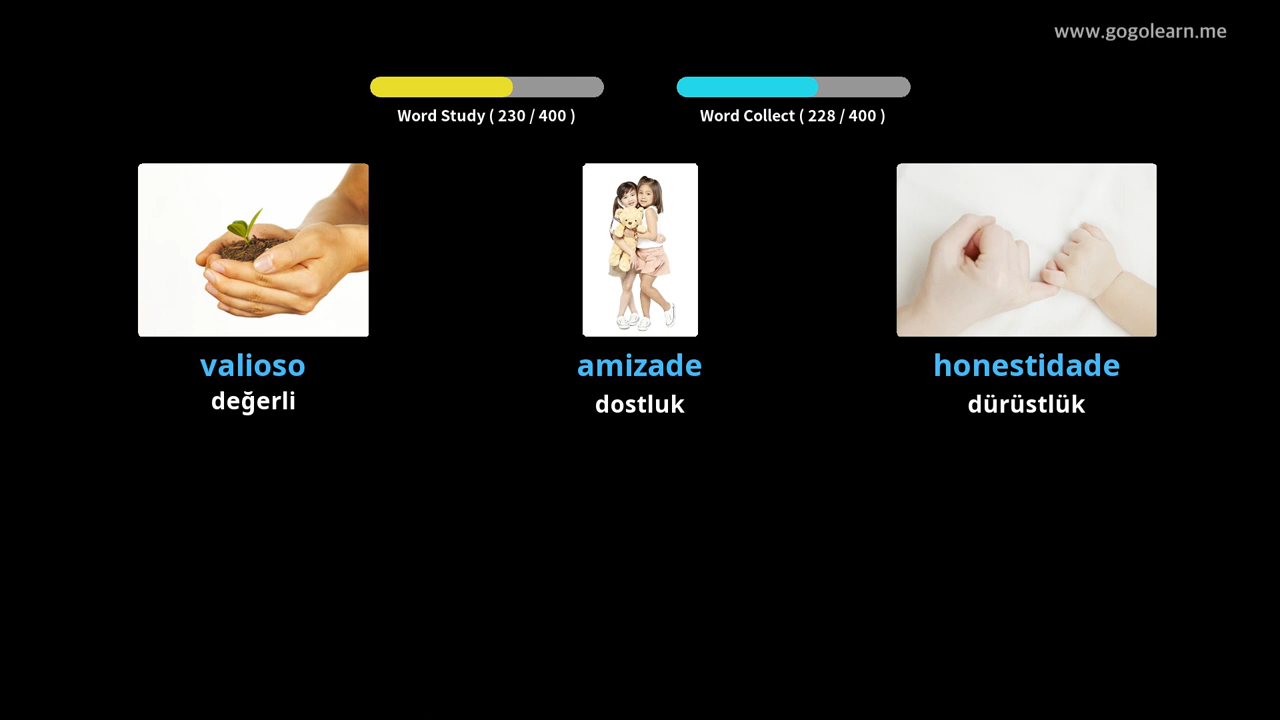 www.gogolearn.me
Word Study ( 230 / 400 )
Word Collect ( 228 / 400 )
valioso
değerli
amizade
dostluk
honestidade
dürüstlük